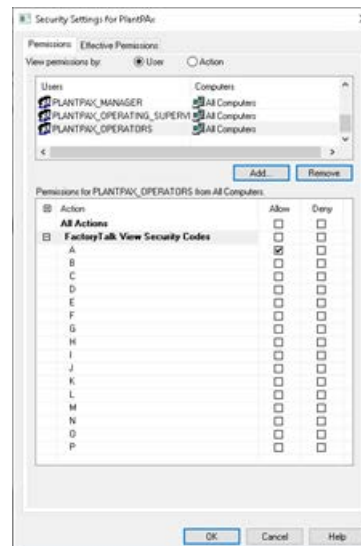 Security Settings for PlantPAx
Permissions Effective Permissions
View permissions by: User Action
Users Computers
PLANTPAX_MANAGER All Computers
PLANTPAX_OPERATING_SUPERVI All Computers
PLANTPAX_OPERATORS All Computers
Add... Remove
Permissions for PLANTPAX_OPERATORS from All Computers.
Action Allow Deny
All Actions
FactoryTalk View Security Codes
A
B
C
D
E
F
G
H
I
J
K
L
M
N
O
P
OK Cancel Help